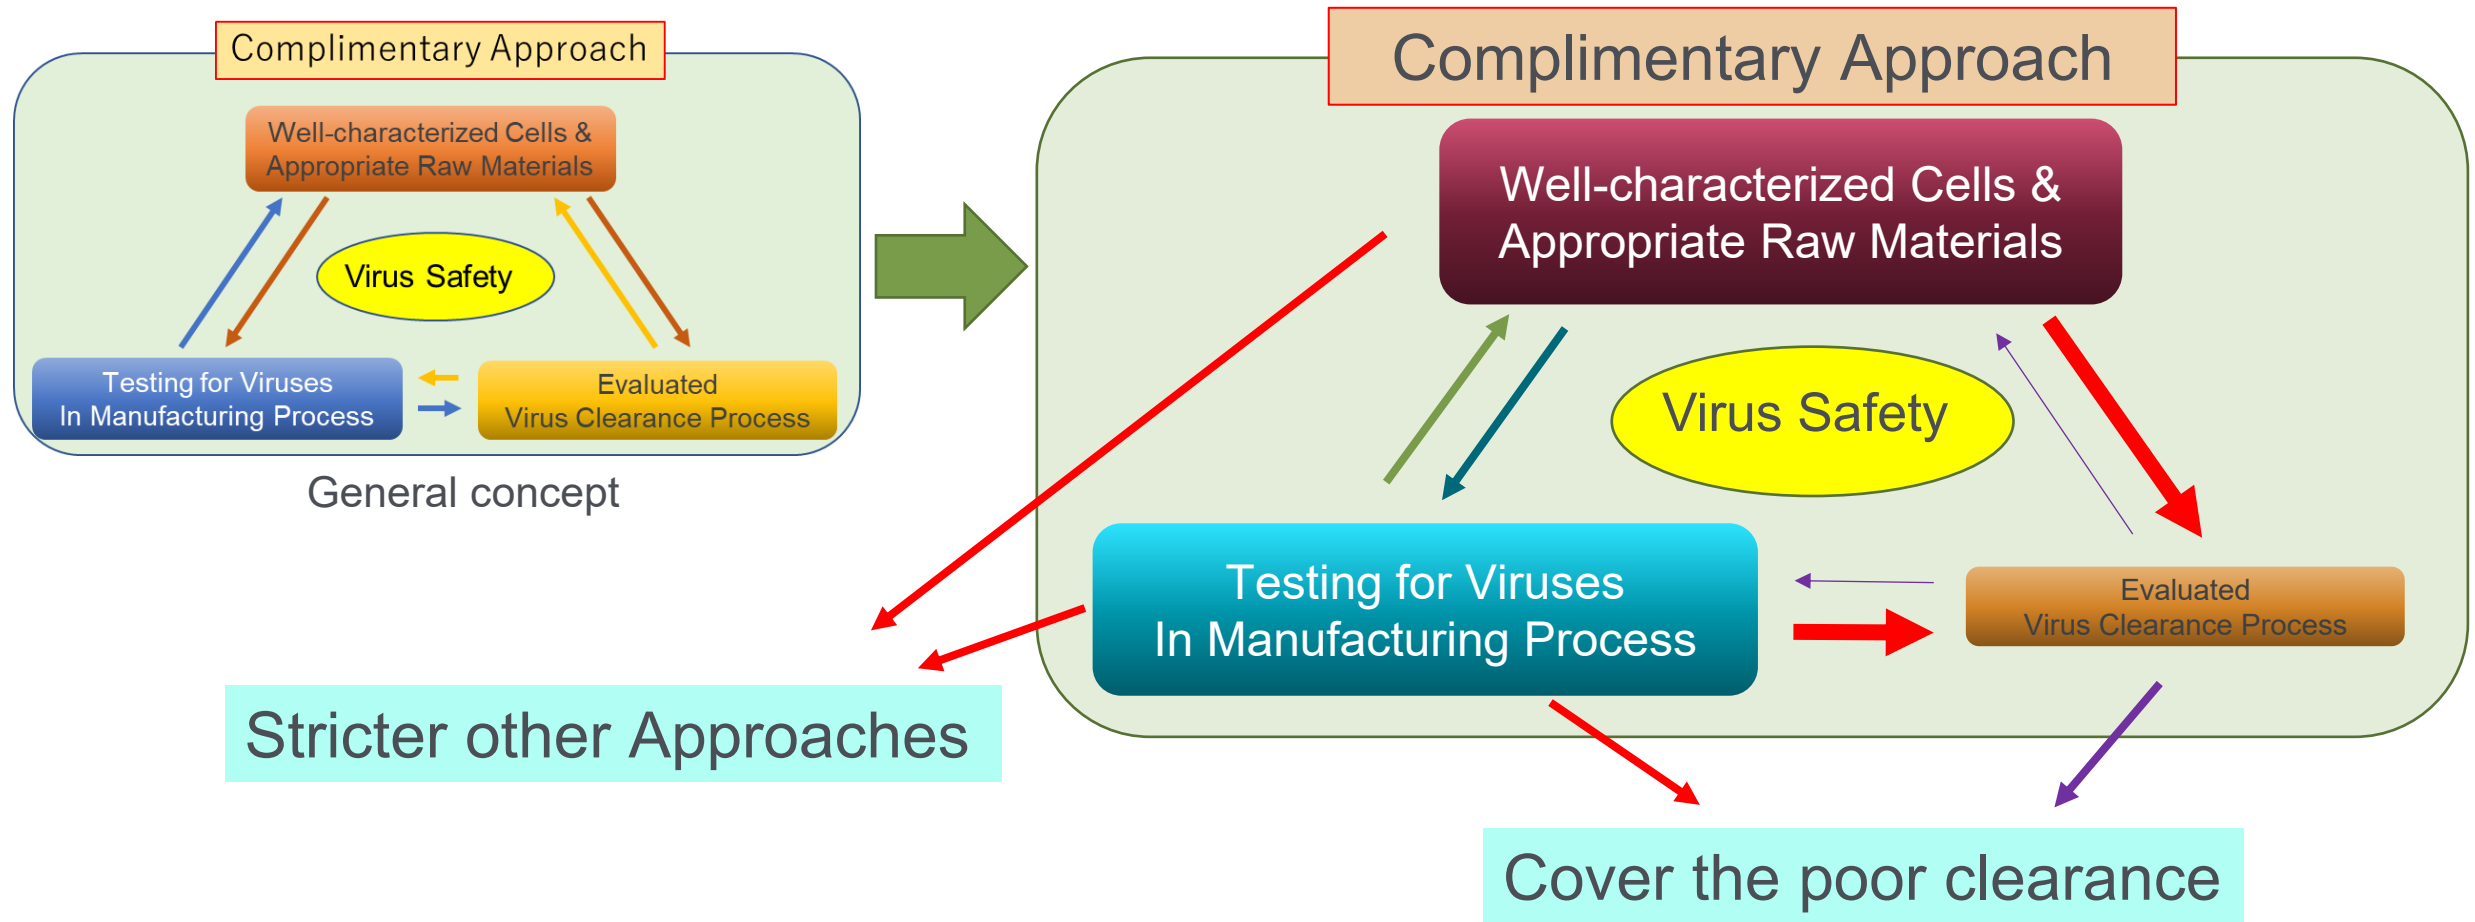 Complimentary Approach
Well-characterized Cells &
Appropriate Raw Materials
Virus Safety
Testing for Viruses
In Manufacturing Process
Evaluated
Virus Clearance Process
General concept
Complimentary Approach
Well-characterized Cells &
Appropriate Raw Materials
Virus Safety
Testing for Viruses
In Manufacturing Process
Evaluated
Virus Clearance Process
Stricter other Approaches
Cover the poor clearance